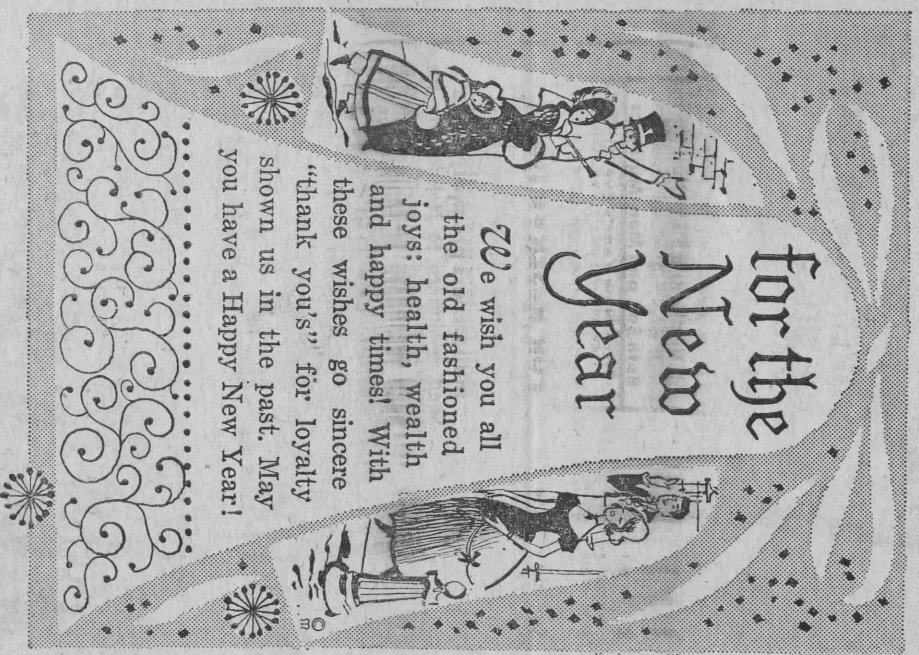 for the
New
Year
We wish you all
the old fashioned
joys: health, wealth
and happy times! With
these wishes go sincere
“thank you's” for loyalty
shown us in the past. May
you have a Happy New Year!
©m